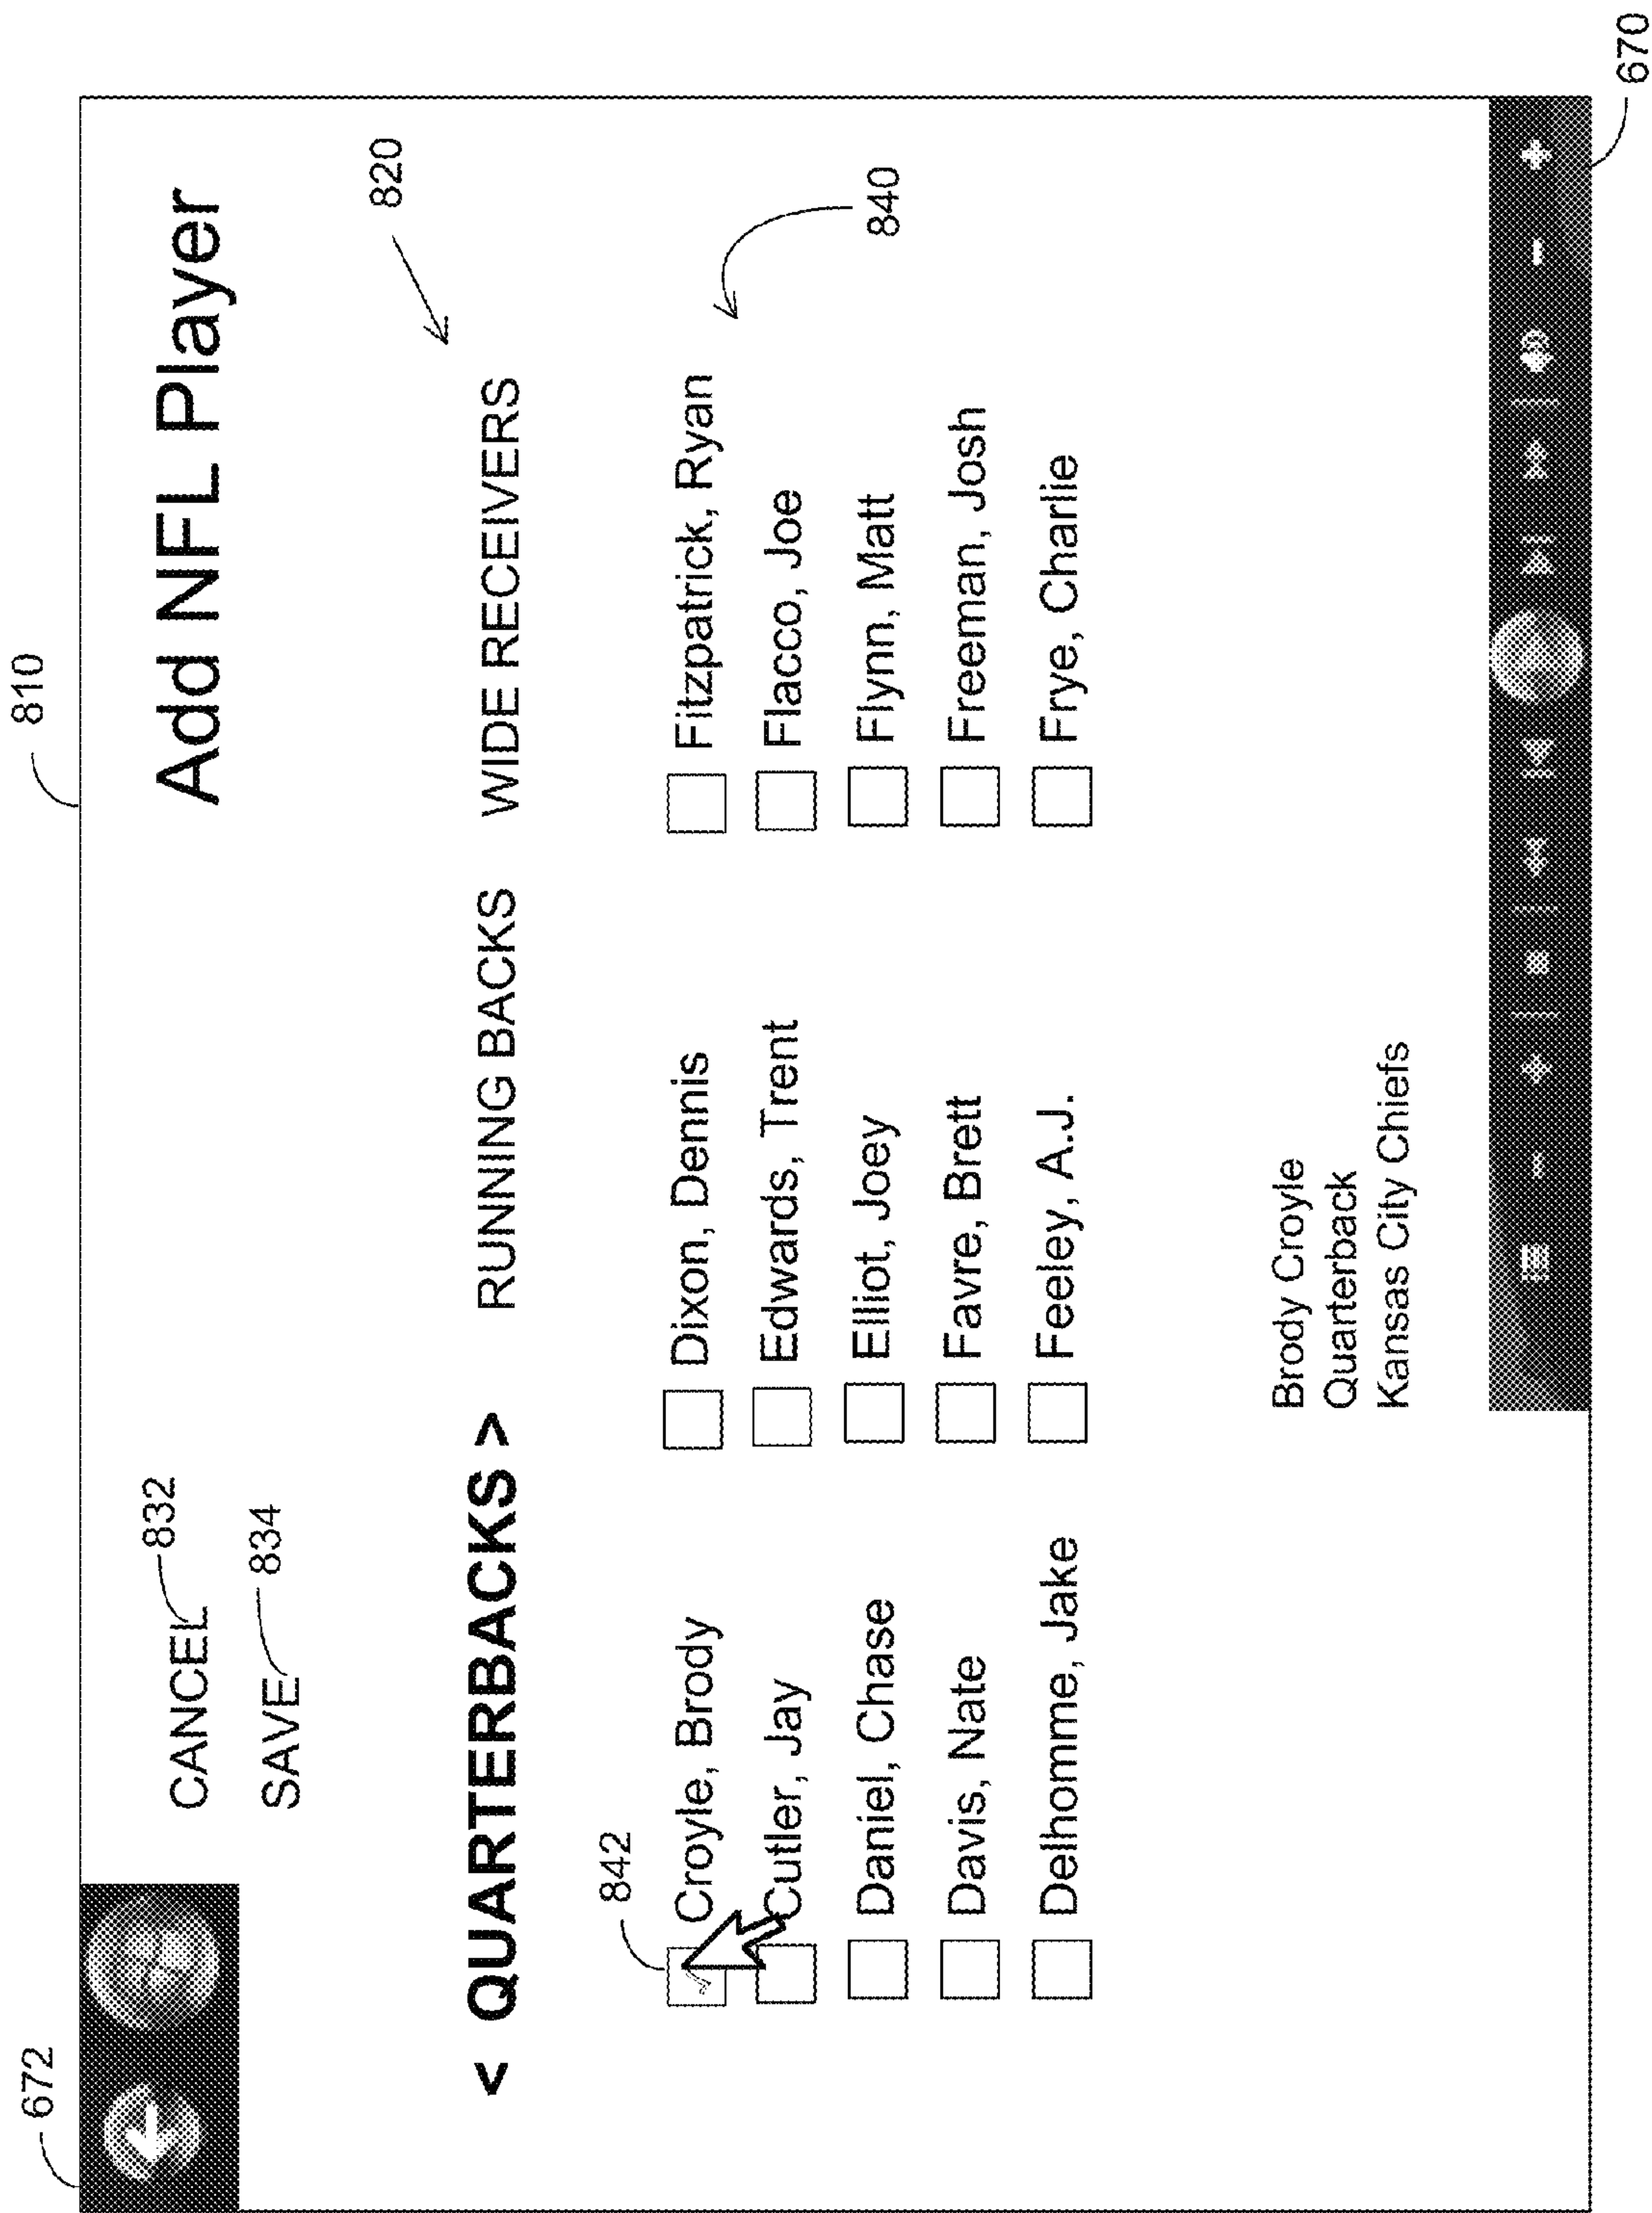 810
672
Add NFL Player
CANCEL 832
SAVE 834
820
< QUARTERBACKS > RUNNING BACKS WIDE RECEIVERS
842
Croyle, Brody
Cutler, Jay
Daniel, Chase
Davis, Nate
Delhomme, Jake
Dixon, Dennis
Edwards, Trent
Elliot, Joey
Favre, Brett
Feeley, A.J.
Fitzpatrick, Ryan
Flacco, Joe
Flynn, Matt
Freeman, Josh
Frye, Charlie
840
Brody Croyle
Quarterback
Kansas City Chiefs
670